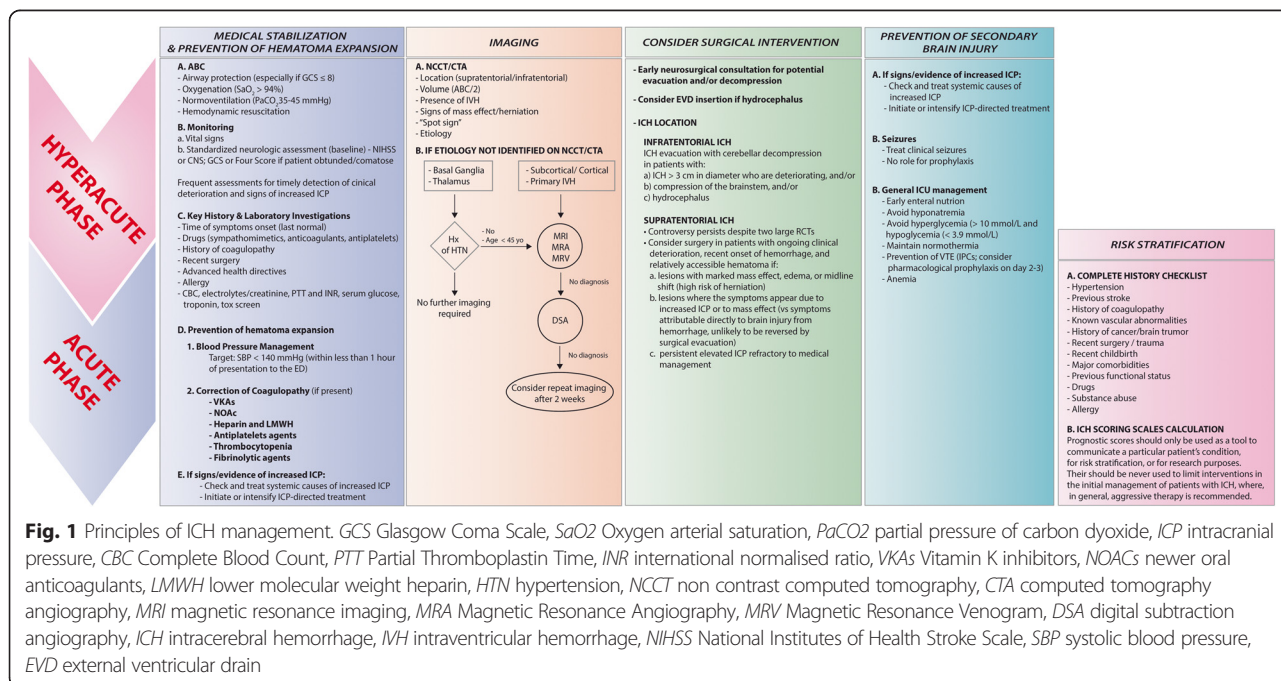 HYPERACUTE PHASE
ACUTE PHASE
MEDICAL STABILIZATION
& PREVENTION OF HEMATOMA EXPANSION
A. ABC
- Airway protection (especially if GCS ≤ 8)
- Oxygenation (SaO2 > 94%)
- Normoventilation (PaCO2 35-45 mmHg)
- Hemodynamic resuscitation
B. Monitoring
a. Vital signs
b. Standardized neurologic assessment (baseline) - NIHSS
or CNS; GCS or Four Score if patient obtunded/comatose
Frequent assessments for timely detection of cinical
deterioration and signs of increased ICP
C. Key History & Laboratory Investigations
- Time of symptoms onset (last normal)
- Drugs (sympathomimetics, anticoagulants, antiplatelets)
- History of coagulopathy
- Recent surgery
- Advanced health directives
- Allergy
- CBC, electrolytes/creatinine, PTT and INR, serum glucose,
troponin, tox screen
D. Prevention of hematoma expansion
1. Blood Pressure Management
Target: SBP < 140 mmHg (within less than 1 hour
of presentation to the ED)
2. Correction of Coagulopathy (if present)
- VKAs
- NOAc
- Heparin and LMWH
- Antiplatelets agents
- Thrombocytopenia
- Fibrinolytic agents
E. If signs/evidence of increased ICP:
- Check and treat systemic causes of increased ICP
- Initiate or intensify ICP-directed treatment
IMAGING
A. NCCT/CTA
- Location (supratentorial/infratentorial)
- Volume (ABC/2)
- Presence of IVH
- Signs of mass effect/herniation
- "Spot sign"
- Etiology
B. IF ETIOLOGY NOT IDENTIFIED ON NCCT/CTA
- Basal Ganglia
- Thalamus
- Subcortical/ Cortical
- Primary IVH
Hx
of HTN
- No
- Age < 45 yo
MRI
MRA
MRV
No further imaging
required
No diagnosis
DSA
No diagnosis
Consider repeat imaging
after 2 weeks
CONSIDER SURGICAL INTERVENTION
- Early neurosurgical consultation for potential
evacuation and/or decompression
- Consider EVD insertion if hydrocephalus
- ICH LOCATION
INFRATENTORIAL ICH
ICH evacuation with cerebellar decompression
in patients with:
a) ICH > 3 cm in diameter who are deteriorating, and/or
b) compression of the brainstem, and/or
c) hydrocephalus
SUPRATENTORIAL ICH
• Controversy persists despite two large RCTs
• Consider surgery in patients with ongoing clinical
deterioration, recent onset of hemorrhage, and
relatively accessible hematoma if:
a. lesions with marked mass effect, edema, or midline
shift (high risk of herniation)
b. lesions where the symptoms appear due to
increased ICP or to mass effect (vs symptoms
attributable directly to brain injury from
hemorrhage, unlikely to be reversed by
surgical evacuation)
c. persistent elevated ICP refractory to medical
management
PREVENTION OF SECONDARY
BRAIN INJURY
A. If signs/evidence of increased ICP:
- Check and treat systemic causes of
increased ICP
- Initiate or intensify ICP-directed treatment
B. Seizures
- Treat clinical seizures
- No role for prophylaxis
B. General ICU management
- Early enteral nutrion
- Avoid hyponatremia
- Avoid hyperglycemia (> 10 mmol/L and
hypoglycemia (< 3.9 mmol/L)
- Maintain normothermia
- Prevention of VTE (IPCs; consider
pharmacological prophylaxis on day 2-3)
- Anemia
RISK STRATIFICATION
A. COMPLETE HISTORY CHECKLIST
- Hypertension
- Previous stroke
- History of coagulopathy
- Known vascular abnormalities
- History of cancer/brain trumor
- Recent surgery / trauma
- Recent childbirth
- Major comorbidities
- Previous functional status
- Drugs
- Substance abuse
- Allergy
B. ICH SCORING SCALES CALCULATION
Prognostic scores should only be used as a tool to
communicate a particular patient's condition,
for risk stratification, or for research purposes.
Their should be never used to limit interventions in
the initial management of patients with ICH, where,
in general, aggressive therapy is recommended.
Fig. 1 Principles of ICH management. GCS Glasgow Coma Scale, SaO2 Oxygen arterial saturation, PaCO2 partial pressure of carbon dyoxide, ICP intracranial
pressure, CBC Complete Blood Count, PTT Partial Thromboplastin Time, INR international normalised ratio, VKAs Vitamin K inhibitors, NOACs newer oral
anticoagulants, LMWH lower molecular weight heparin, HTN hypertension, NCCT non contrast computed tomography, CTA computed tomography
angiography, MRI magnetic resonance imaging, MRA Magnetic Resonance Angiography, MRV Magnetic Resonance Venogram, DSA digital subtraction
angiography, ICH intracerebral hemorrhage, IVH intraventricular hemorrhage, NIHSS National Institutes of Health Stroke Scale, SBP systolic blood pressure,
EVD external ventricular drain